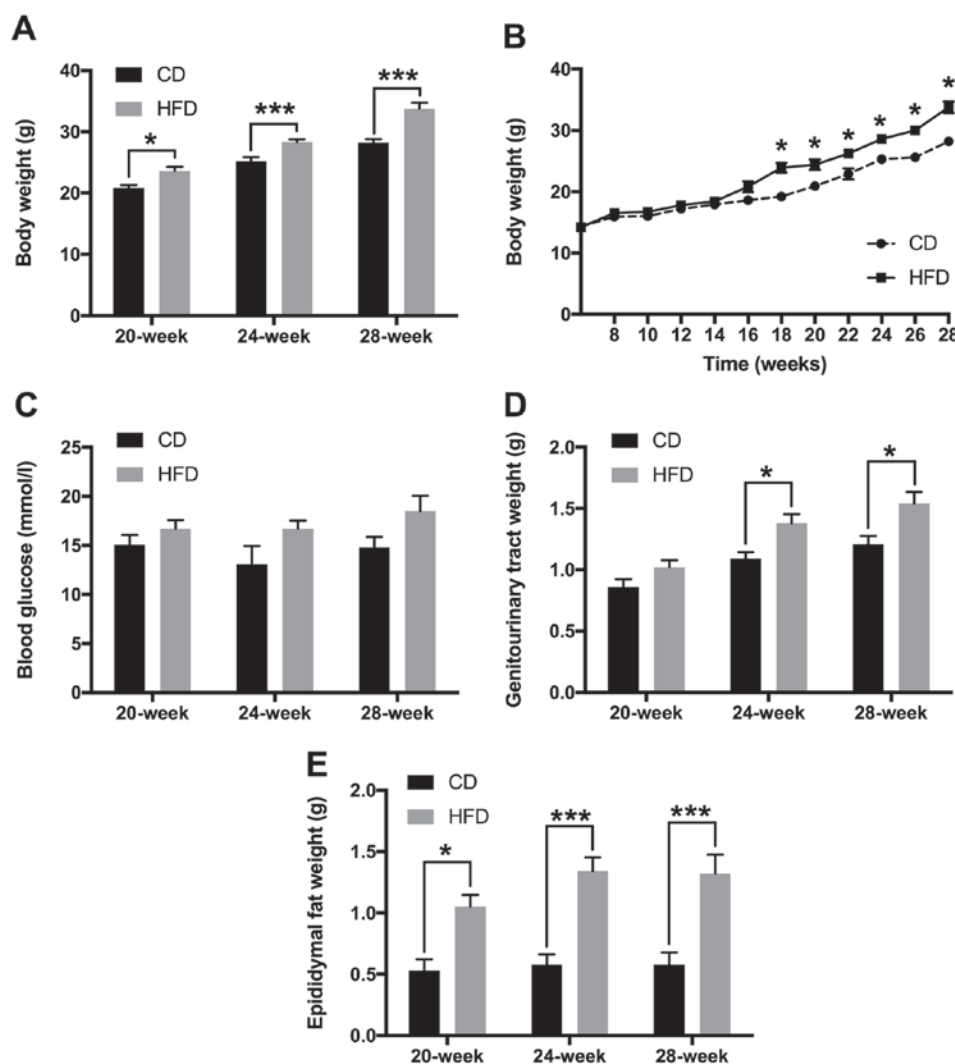 A
Body weight (g)
40
30
20
10
0
CD
HFD
*
***
***
20-week
24-week
28-week
B
Body weight (g)
40
30
20
10
0
* * * * * *
CD
HFD
8 10 12 14 16 18 20 22 24 26 28
Time (weeks)
C
Blood glucose (mmol/l)
25
20
15
10
5
0
CD
HFD
20-week
24-week
28-week
D
Genitourinary tract weight (g)
2.0
1.5
1.0
0.5
0.0
CD
HFD
*
*
20-week
24-week
28-week
E
Epididymal fat weight (g)
2.0
1.5
1.0
0.5
0.0
CD
HFD
*
***
***
20-week
24-week
28-week